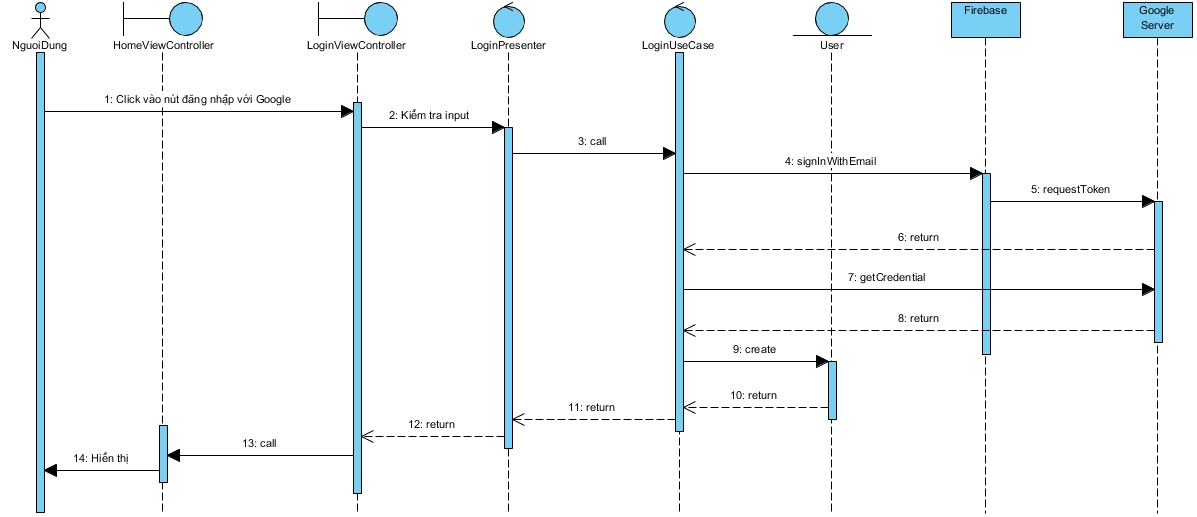 NguoiDung
HomeViewController
LoginViewController
LoginPresenter
LoginUseCase
User
Firebase
Google
Server
1: Click vào nút đăng nhập với Google
2: Kiểm tra input
3: call
4: signInWithEmail
5: requestToken
6: return
7: getCredential
8: return
9: create
10: return
11: return
12: return
13: call
14: Hiển thị